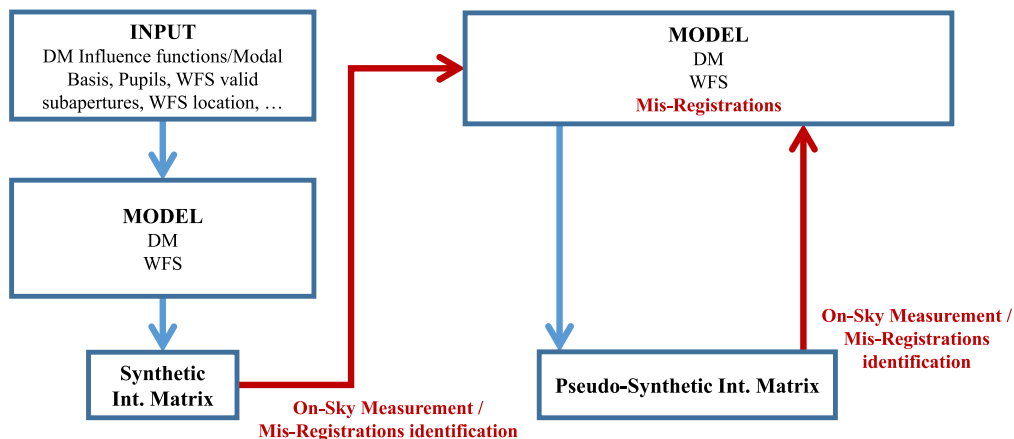 INPUT
DM Influence functions/Modal
Basis, Pupils, WFS valid
subapertures, WFS location, …
MODEL
DM
WFS
Synthetic
Int. Matrix
On-Sky Measurement /
Mis-Registrations identification
MODEL
DM
WFS
Mis-Registrations
Pseudo-Synthetic Int. Matrix
On-Sky Measurement /
Mis-Registrations
identification